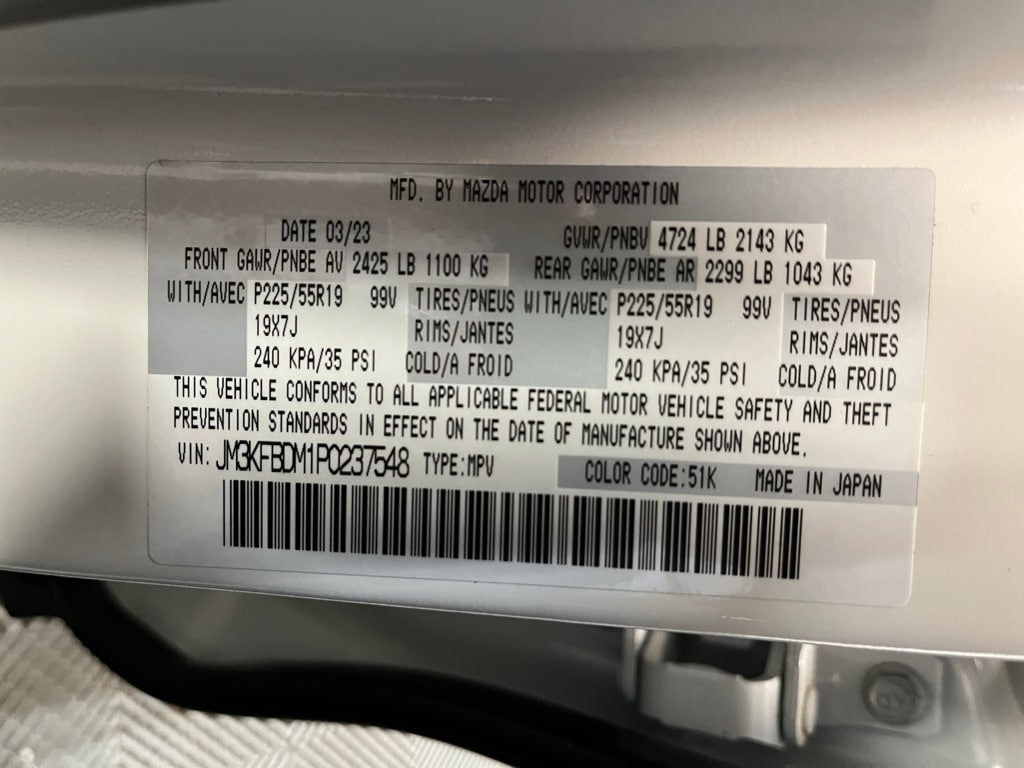 MFD. BY MAZDA MOTOR CORPORATION
DATE 03/23 GVWR/PNBV 4724 LB 2143 KG
FRONT GAWR/PNBE AV 2425 LB 1100 KG REAR GAWR/PNBE AR 2299 LB 1043 KG
WITH/AVEC P225/55R19 99V TIRES/PNEUS WITH/AVEC P225/55R19 99V TIRES/PNEUS
19X7J RIMS/JANTES 19X7J RIMS/JANTES
240 KPA/35 PSI COLD/A FROID 240 KPA/35 PSI COLD/A FROID
THIS VEHICLE CONFORMS TO ALL APPLICABLE FEDERAL MOTOR VEHICLE SAFETY AND THEFT
PREVENTION STANDARDS IN EFFECT ON THE DATE OF MANUFACTURE SHOWN ABOVE.
VIN: JM3KFBDM1P0237548 TYPE:MPV COLOR CODE:51K MADE IN JAPAN